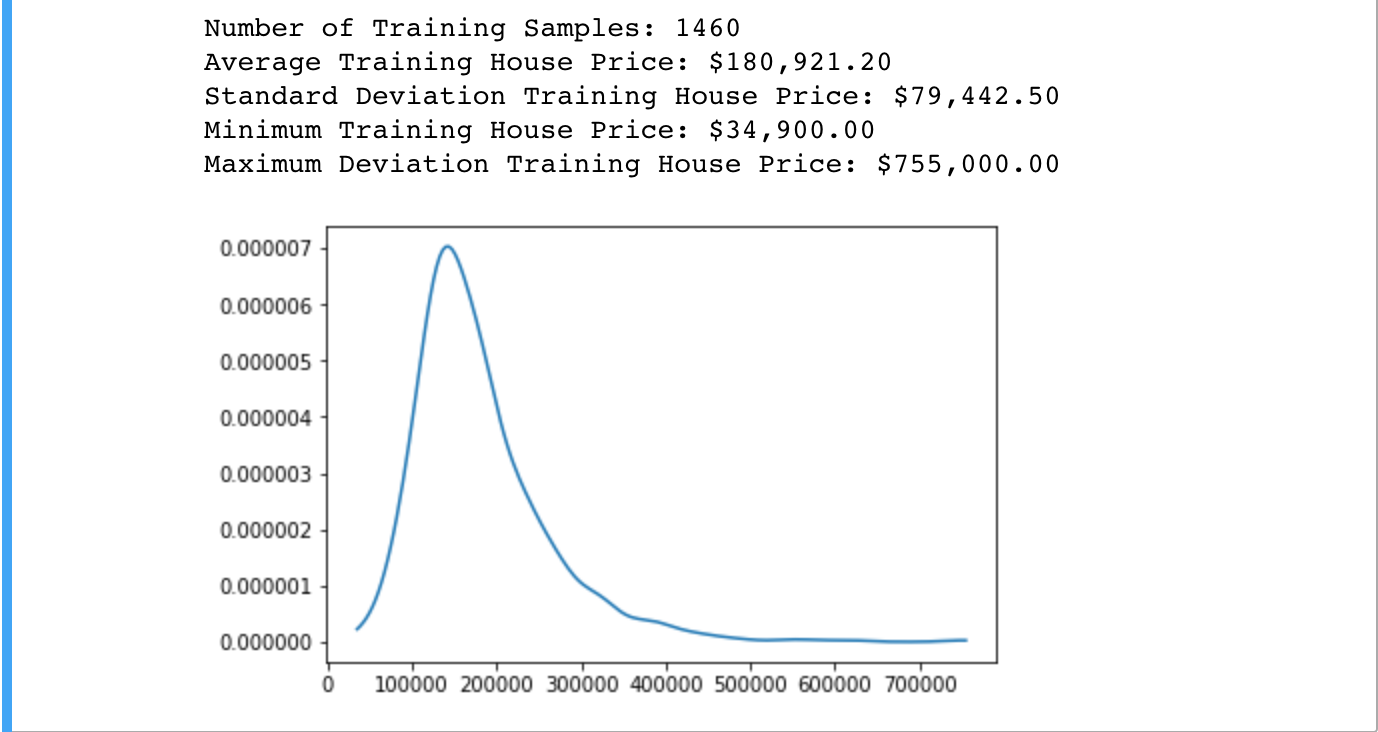 Number of Training Samples: 1460
Average Training House Price: $180,921.20
Standard Deviation Training House Price: $79,442.50
Minimum Training House Price: $34,900.00
Maximum Deviation Training House Price: $755,000.00
0.000007
0.000006
0.000005
0.000004
0.000003
0.000002
0.000001
0.000000
0 100000 200000 300000 400000 500000 600000 700000